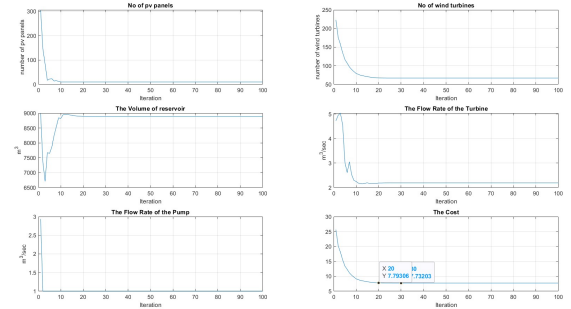 No of pv panels
number of pv panels
300
200
100
0
0 10 20 30 40 50 60 70 80 90 100
Iteration
No of wind turbines
number of wind turbines
250
200
150
100
50
0 10 20 30 40 50 60 70 80 90 100
Iteration
The Volume of reservoir
m3
9000
8500
8000
7500
7000
6500
0 10 20 30 40 50 60 70 80 90 100
Iteration
The Flow Rate of the Turbine
m3/sec
5
4
3
2
0 10 20 30 40 50 60 70 80 90 100
Iteration
The Flow Rate of the Pump
m3/sec
3
2.5
2
1.5
1
0 10 20 30 40 50 60 70 80 90 100
Iteration
The Cost
30
25
20
15
10
5
X 20
Y 7.79306
30
7.73203
0 10 20 30 40 50 60 70 80 90 100
Iteration